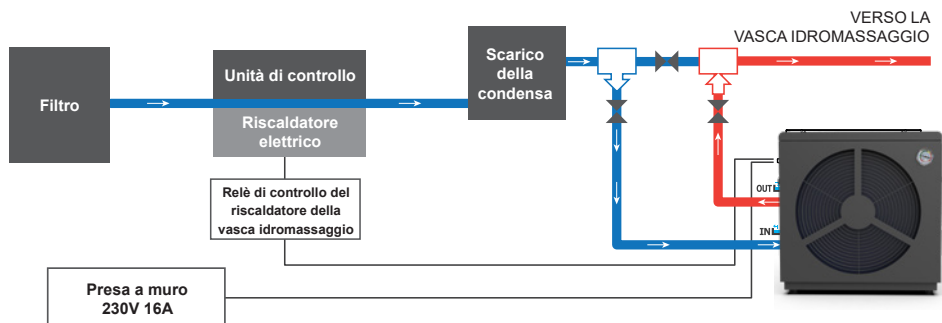 VERSO LA
VASCA IDROMASSAGGIO
Filtro
Unità di controllo
Riscaldatore
elettrico
Scarico
della
condensa
Relè di controllo del
riscaldatore della
vasca idromassaggio
OUT
IN
Presa a muro
230V 16A